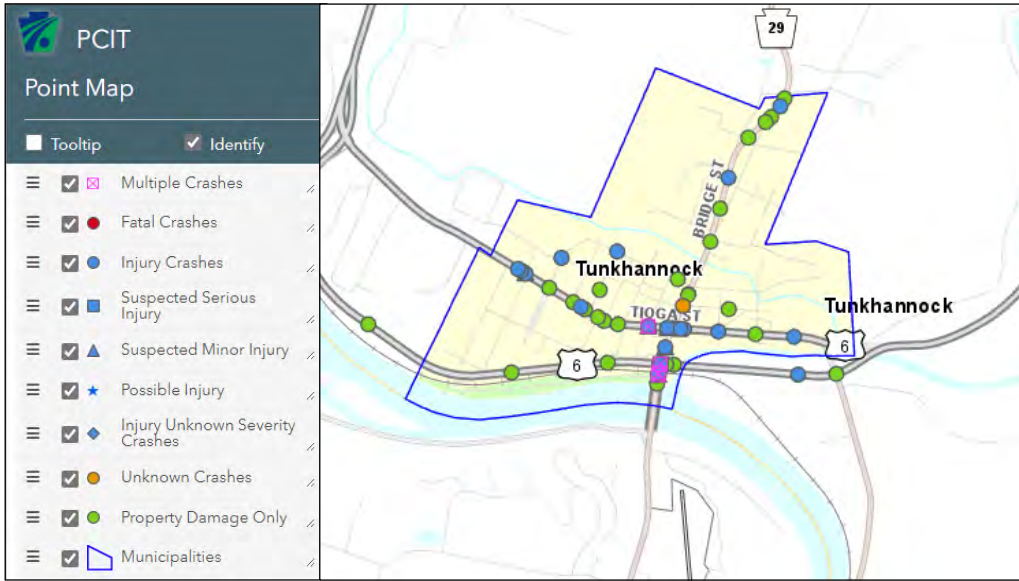 PCIT
Point Map
Tooltip
Identify
Multiple Crashes
Fatal Crashes
Injury Crashes
Suspected Serious
Injury
Suspected Minor Injury
Possible Injury
Injury Unknown Severity
Crashes
Unknown Crashes
Property Damage Only
Municipalities
29
BRIDGE ST
Tunkhannock
TIOGA ST
Tunkhannock
6
6